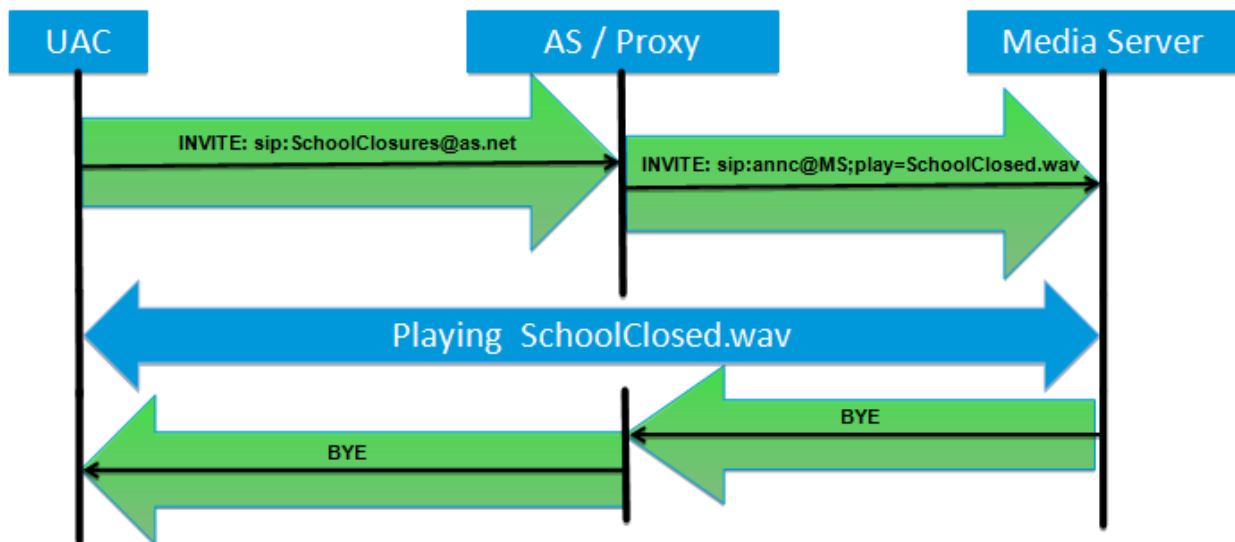 UAC
AS / Proxy
Media Server
INVITE: sip:SchoolClosures@as.net
INVITE: sip:annc@MS;play=SchoolClosed.wav
Playing SchoolClosed.wav
BYE
BYE